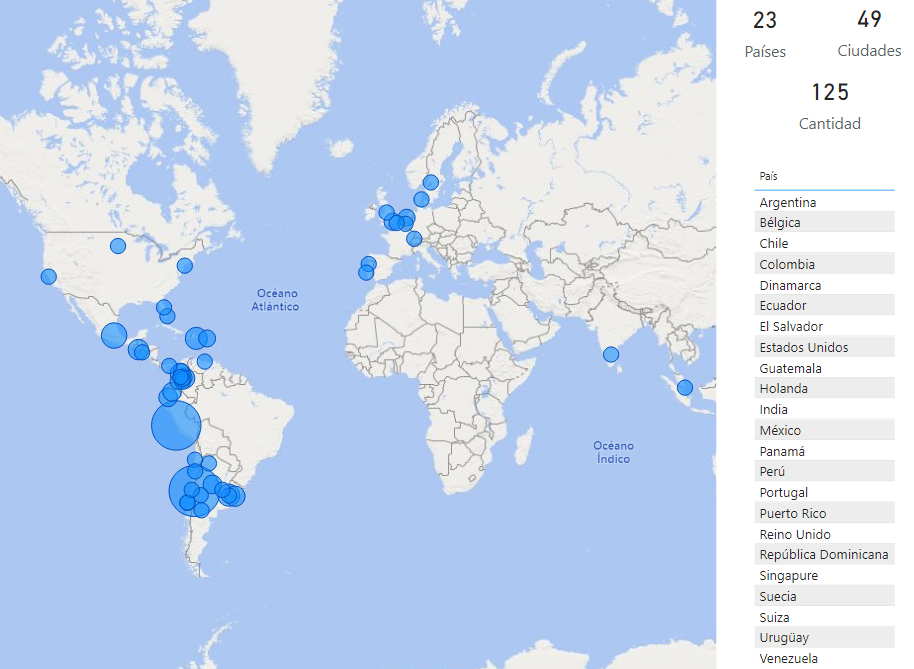 23
49
Países
Ciudades
125
Cantidad
País
Argentina
Bélgica
Chile
Colombia
Dinamarca
Ecuador
El Salvador
Estados Unidos
Guatemala
Holanda
India
México
Panamá
Perú
Portugal
Puerto Rico
Reino Unido
República Dominicana
Singapure
Suecia
Suiza
Urugüay
Venezuela
Océano
Atlántico
Océano
Índico